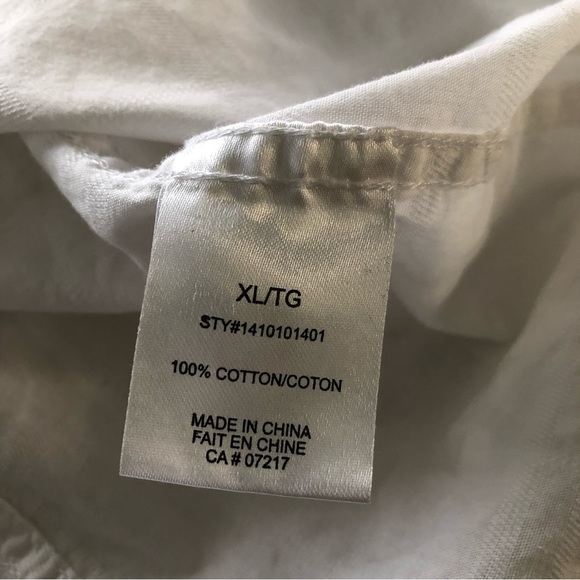 XL/TG
STY#1410101401
100% COTTON/COTON
MADE IN CHINA
FAIT EN CHINE
CA # 07217